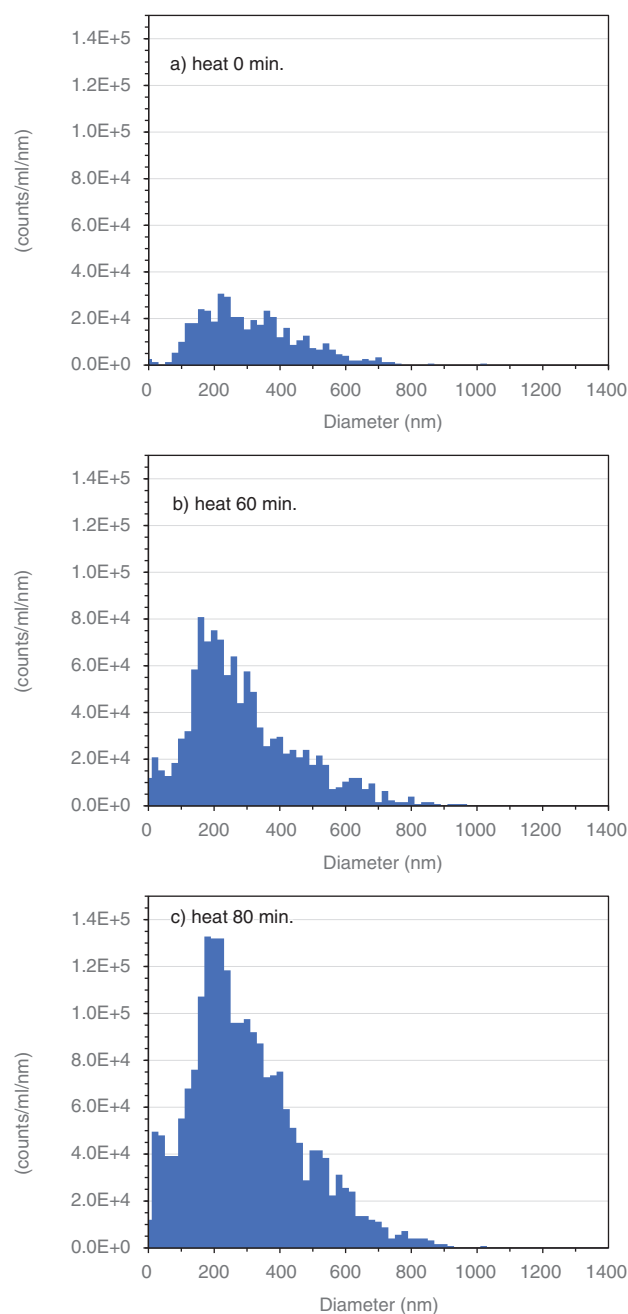 1.4E+5
a) heat 0 min.
1.2E+5
1.0E+5
8.0E+4
6.0E+4
4.0E+4
2.0E+4
0.0E+0
(counts/ml/nm)
0 200 400 600 800 1000 1200 1400
Diameter (nm)
1.4E+5
b) heat 60 min.
1.2E+5
1.0E+5
8.0E+4
6.0E+4
4.0E+4
2.0E+4
0.0E+0
(counts/ml/nm)
0 200 400 600 800 1000 1200 1400
Diameter (nm)
c) heat 80 min.
1.4E+5
1.2E+5
1.0E+5
8.0E+4
6.0E+4
4.0E+4
2.0E+4
0.0E+0
(counts/ml/nm)
0 200 400 600 800 1000 1200 1400
Diameter (nm)